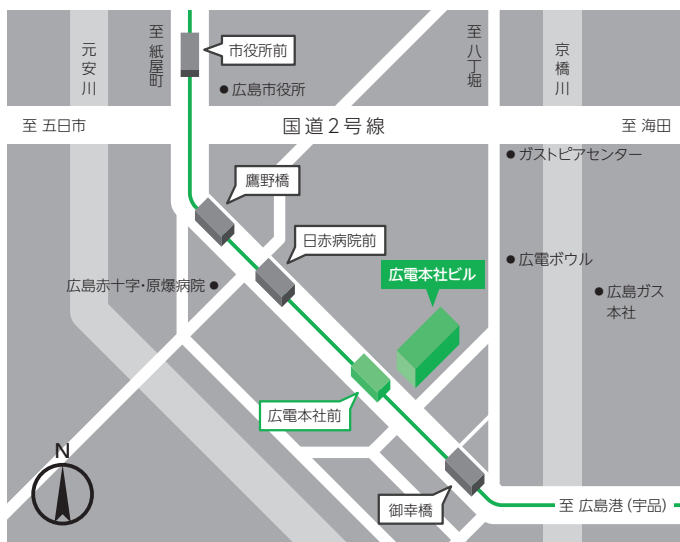 元安川
至 紙屋町
市役所前
広島市役所
至 八丁堀
京橋川
至 五日市
国道2号線
至 海田
ガストピアセンター
鷹野橋
日赤病院前
広電本社ビル
広電ボウル
広島赤十字・原爆病院
広島ガス
本社
広電本社前
N
御幸橋
至 広島港(宇品)